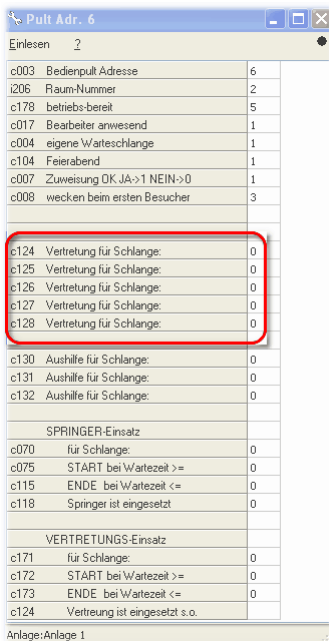 Pult Adr. 6
Einlesen ?
c003 Bedienpult Adresse 6
i206 Raum-Nummer 2
c178 betriebs-bereit 5
c017 Bearbeiter anwesend 1
c004 eigene Warteschlange 1
c104 Feierabend 1
c007 Zuweisung OK JA->1 NEIN->0 1
c008 wecken beim ersten Besucher 3
c124 Vertretung für Schlange: 0
c125 Vertretung für Schlange: 0
c126 Vertretung für Schlange: 0
c127 Vertretung für Schlange: 0
c128 Vertretung für Schlange: 0
c130 Aushilfe für Schlange: 0
c131 Aushilfe für Schlange: 0
c132 Aushilfe für Schlange: 0
SPRINGER-Einsatz
c070 für Schlange: 0
c075 START bei Wartezeit >= 0
c115 ENDE bei Wartezeit <= 0
c118 Springer ist eingesetzt 0
VERTRETUNGS-Einsatz
c171 für Schlange: 0
c172 START bei Wartezeit >= 0
c173 ENDE bei Wartezeit <= 0
c124 Vertreung ist eingesetzt s.o.
Anlage:Anlage 1